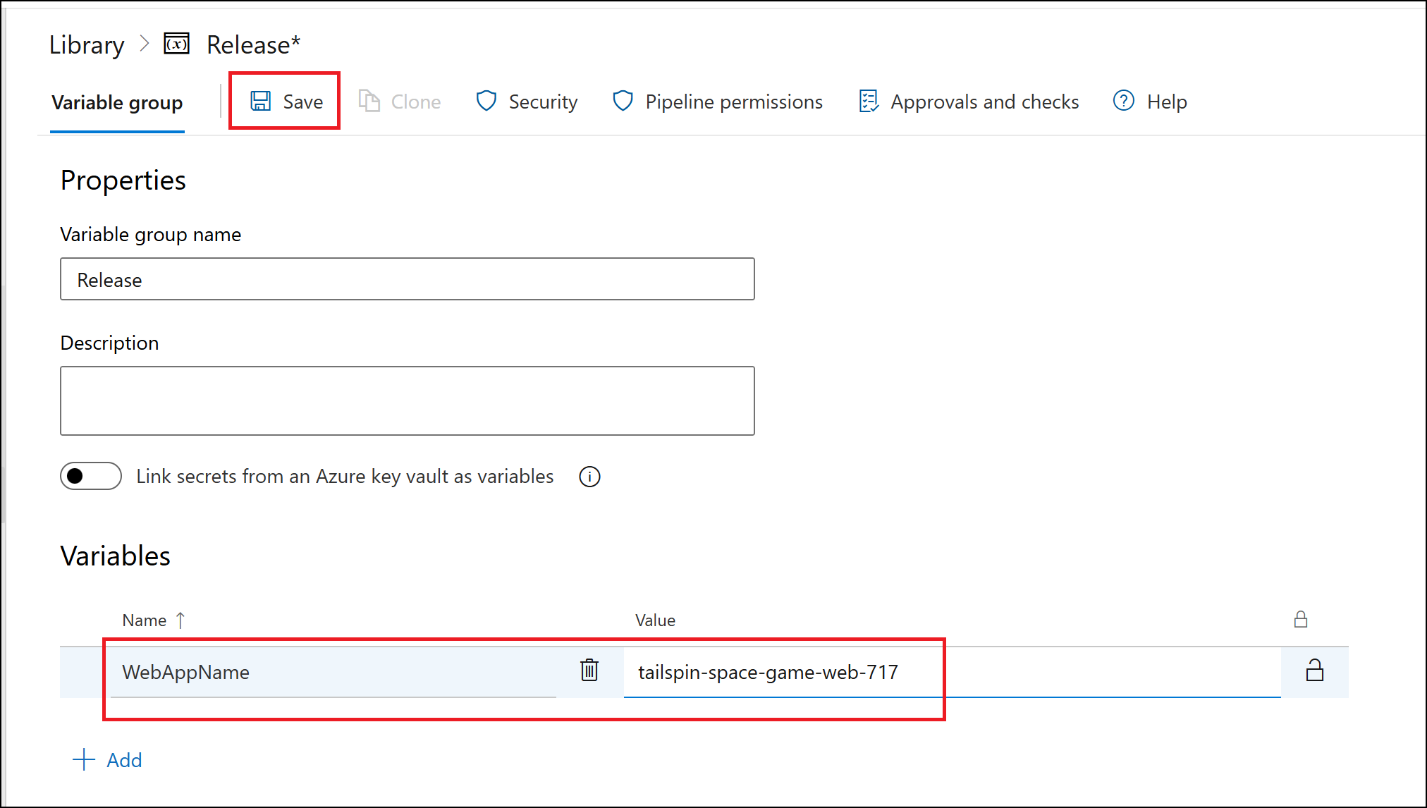 Library > Release*
Variable group Save Clone Security Pipeline permissions Approvals and checks Help
Properties
Variable group name
Release
Description
Link secrets from an Azure key vault as variables
Variables
Name ↑ Value
WebAppName tailspin-space-game-web-717
+ Add